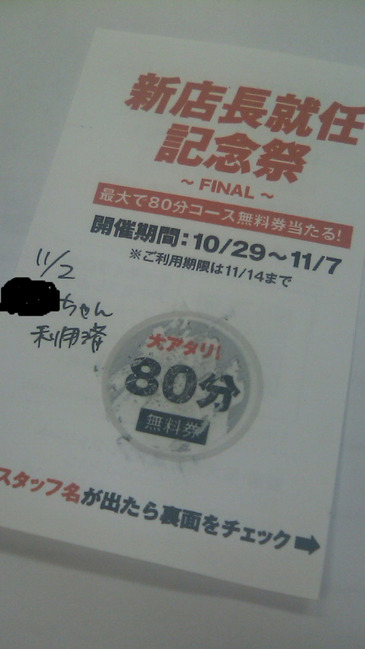 新店長就任
記念祭
～ FINAL ～
最大で80分コース無料券当たる!
開催期間：10/29～11/7
※ご利用期限は11/14まで
11/2
ちゃん
利用済
大アタリ!
80分
無料券
スタッフ名が出たら裏面をチェック➡